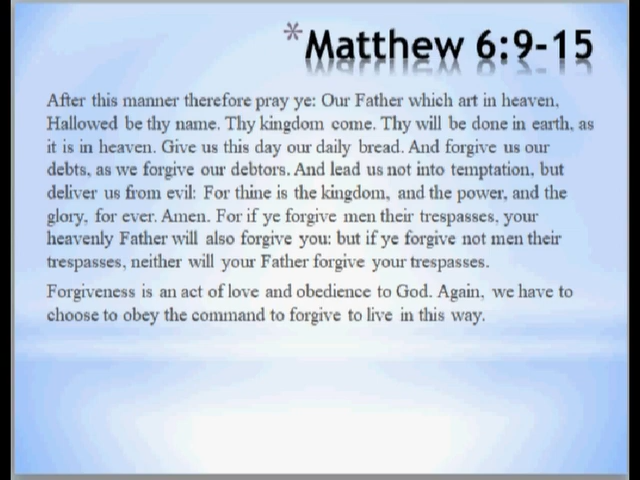 *Matthew 6:9-15
After this manner therefore pray ye: Our Father which art in heaven,
Hallowed be thy name. Thy kingdom come. Thy will be done in earth, as
it is in heaven. Give us this day our daily bread. And forgive us our
debts, as we forgive our debtors. And lead us not into temptation, but
deliver us from evil: For thine is the kingdom, and the power, and the
glory, for ever. Amen. For if ye forgive men their trespasses, your
heavenly Father will also forgive you: but if ye forgive not men their
trespasses, neither will your Father forgive your trespasses.
Forgiveness is an act of love and obedience to God. Again, we have to
choose to obey the command to forgive to live in this way.